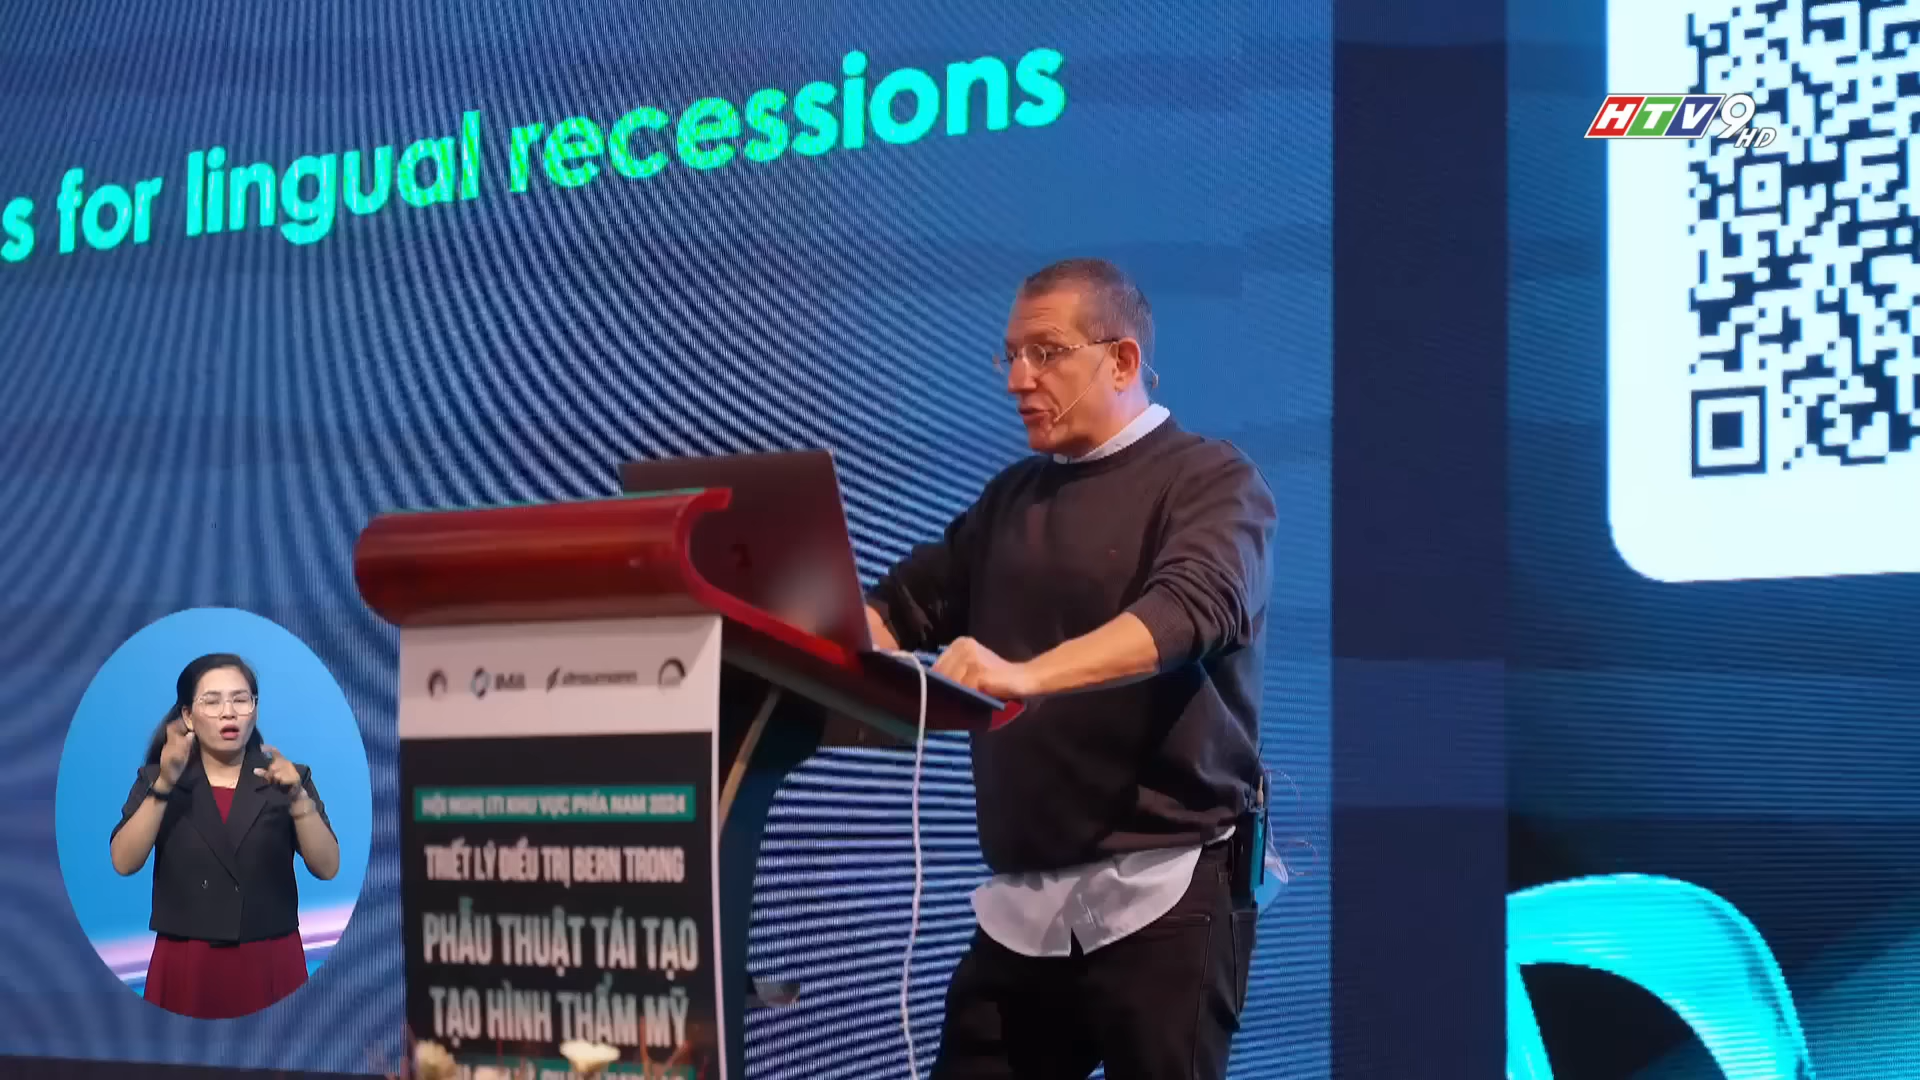 s for lingual recessions
HTV9
HD
IMA straumann
HỘI NGHỊ ITI KHU VỰC PHÍA NAM 2024
TRIẾT LÝ ĐIỀU TRỊ BERN TRONG
PHẪU THUẬT TÁI TẠO
TẠO HÌNH THẨM MỸ